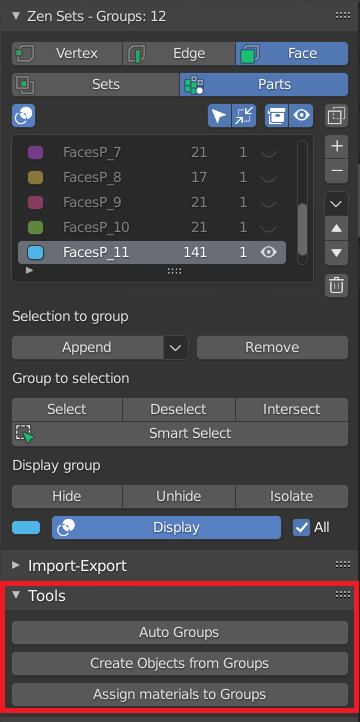 Zen Sets - Groups: 12
Vertex Edge Face
Sets Parts
FacesP_7 21 1
FacesP_8 17 1
FacesP_9 21 1
FacesP_10 21 1
FacesP_11 141 1
Selection to group
Append Remove
Group to selection
Select Deselect Intersect
Smart Select
Display group
Hide Unhide Isolate
Display All
Import-Export
Tools
Auto Groups
Create Objects from Groups
Assign materials to Groups